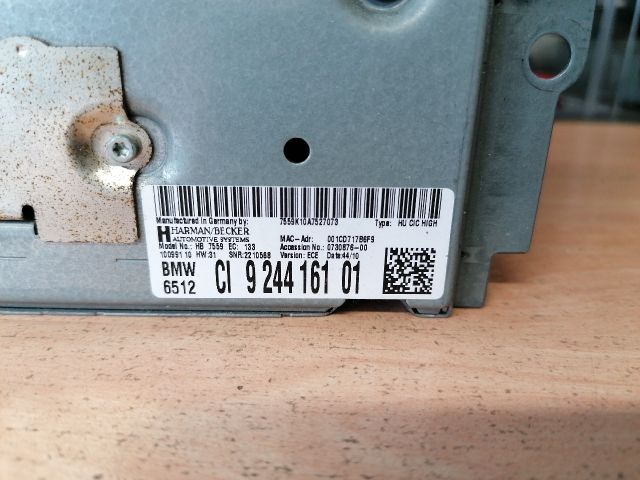 Manufactured in Germany by: 7559K10A7527073 Type: HU CIC HIGH
HARMAN/BECKER
AUTOMOTIVE SYSTEMS MAC-Adr: 001CD717B6F9
Model No.: HB 7559 EC: 133 Accession No.: 0730876-00
10099110 HW:31 SNR:2210568 Version: ECE Date:44/10
BMW CI 9 244 161 01
6512